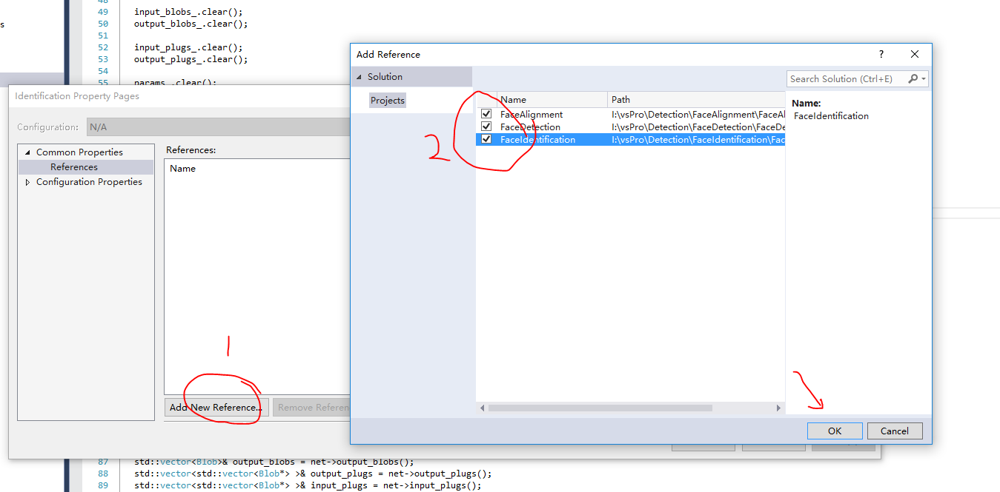 48
49 input_blobs_.clear();
50 output_blobs_.clear();
51
52 input_plugs_.clear();
53 output_plugs_.clear();
54
55 params_.clear();
s
Identification Property Pages
Configuration: N/A
Common Properties
References
Configuration Properties
References:
Name
1
Add New Reference...
Remove Referen
Add Reference
?
Solution
Projects
Search Solution (Ctrl+E)
Name Path
FaceAlignment I:\vsPro\Detection\FaceAlignment\FaceAl
FaceDetection I:\vsPro\Detection\FaceDetection\FaceDe
FaceIdentification I:\vsPro\Detection\FaceIdentification\Fac
2
Name:
FaceIdentification
OK Cancel
87 std::vector<Blob>& output_blobs = net->output_blobs();
88 std::vector<std::vector<Blob*> >& output_plugs = net->output_plugs();
89 std::vector<std::vector<Blob*> >& input_plugs = net->input_plugs();